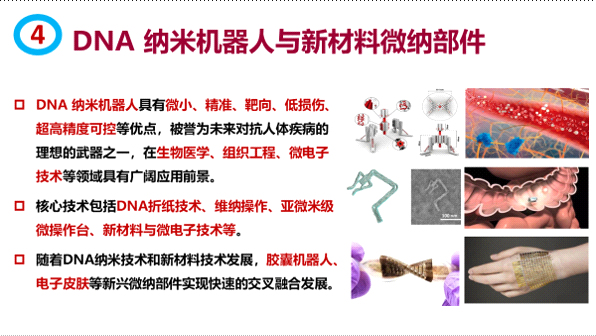 4
DNA 纳米机器人与新材料微纳部件
DNA 纳米机器人具有微小、精准、靶向、低损伤、
超高精度可控等优点，被誉为未来对抗人体疾病的
理想的武器之一，在生物医学、组织工程、微电子
技术等领域具有广阔应用前景。
核心技术包括DNA折纸技术、维纳操作、亚微米级
微操作台、新材料与微电子技术等。
随着DNA纳米技术和新材料技术发展，胶囊机器人、
电子皮肤等新兴微纳部件实现快速的交叉融合发展。